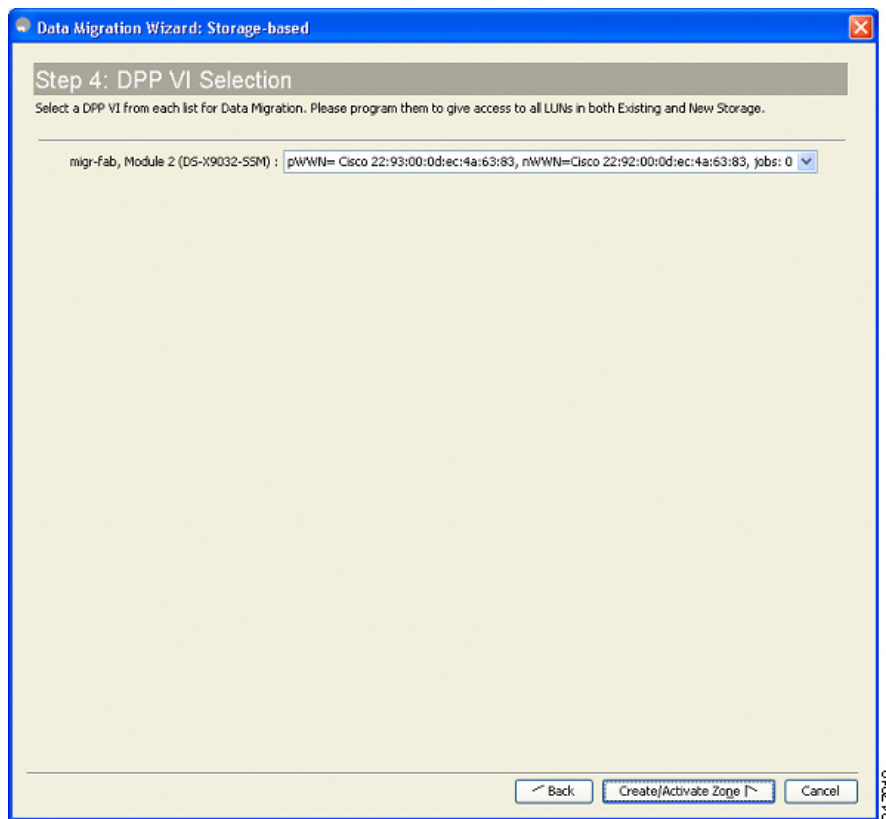 Data Migration Wizard: Storage-based
Step 4: DPP VI Selection
Select a DPP VI from each list for Data Migration. Please program them to give access to all LUNs in both Existing and New Storage.
migr-fab, Module 2 (DS-X9032-SSM) : pWWN= Cisco 22:93:00:0d:ec:4a:63:83, nWWN=Cisco 22:92:00:0d:ec:4a:63:83, jobs: 0
Back Create/Activate Zone Cancel